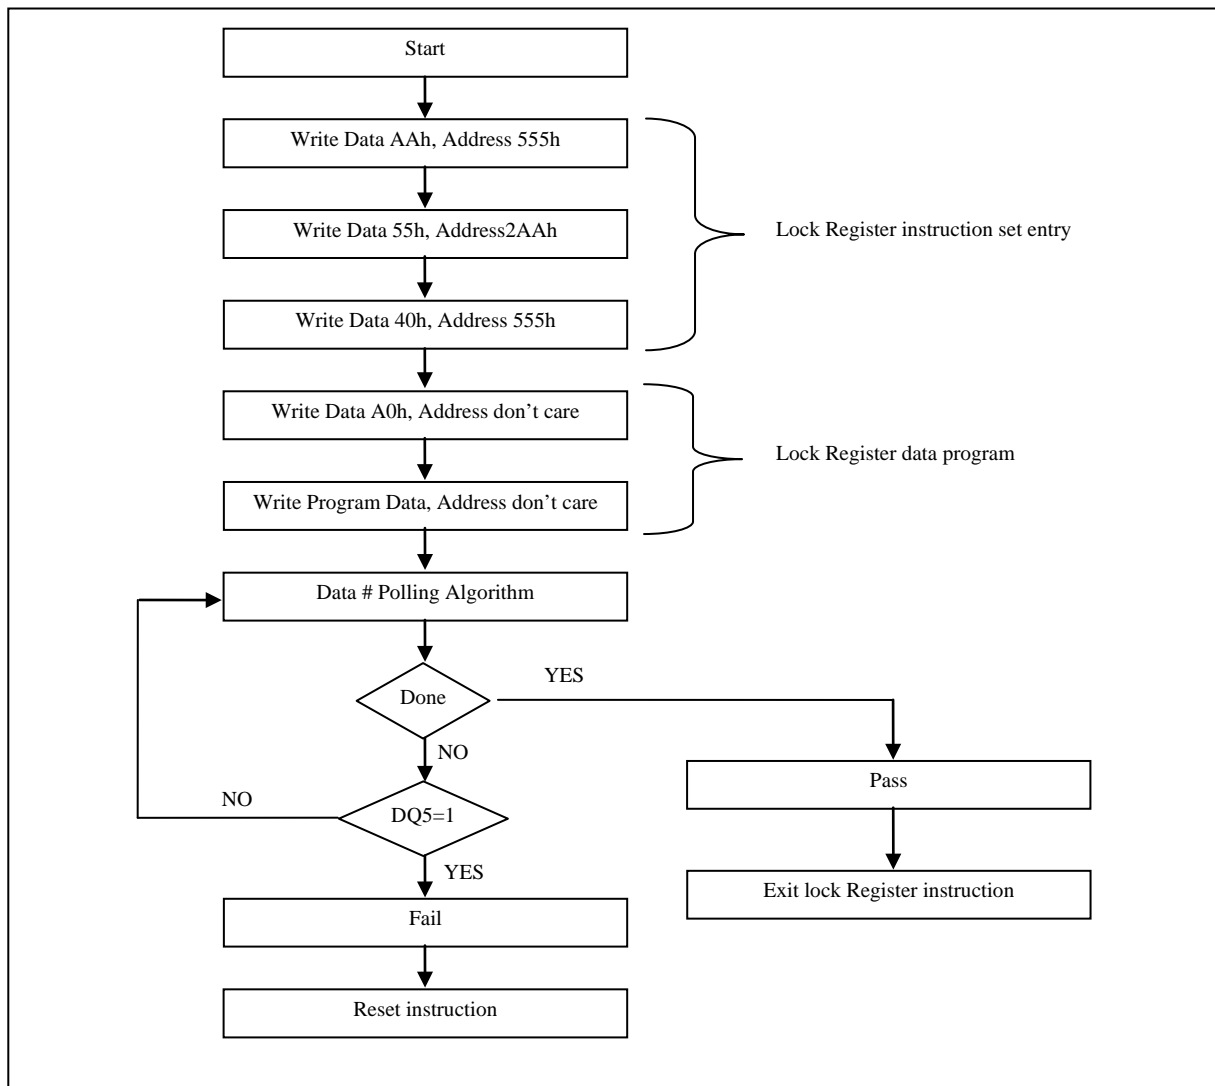 Start
Write Data AAh, Address 555h
Write Data 55h, Address2AAh
Lock Register instruction set entry
Write Data 40h, Address 555h
Write Data A0h, Address don’t care
Lock Register data program
Write Program Data, Address don’t care
Data # Polling Algorithm
YES
Done
NO
Pass
NO
DQ5=1
YES
Exit lock Register instruction
Fail
Reset instruction